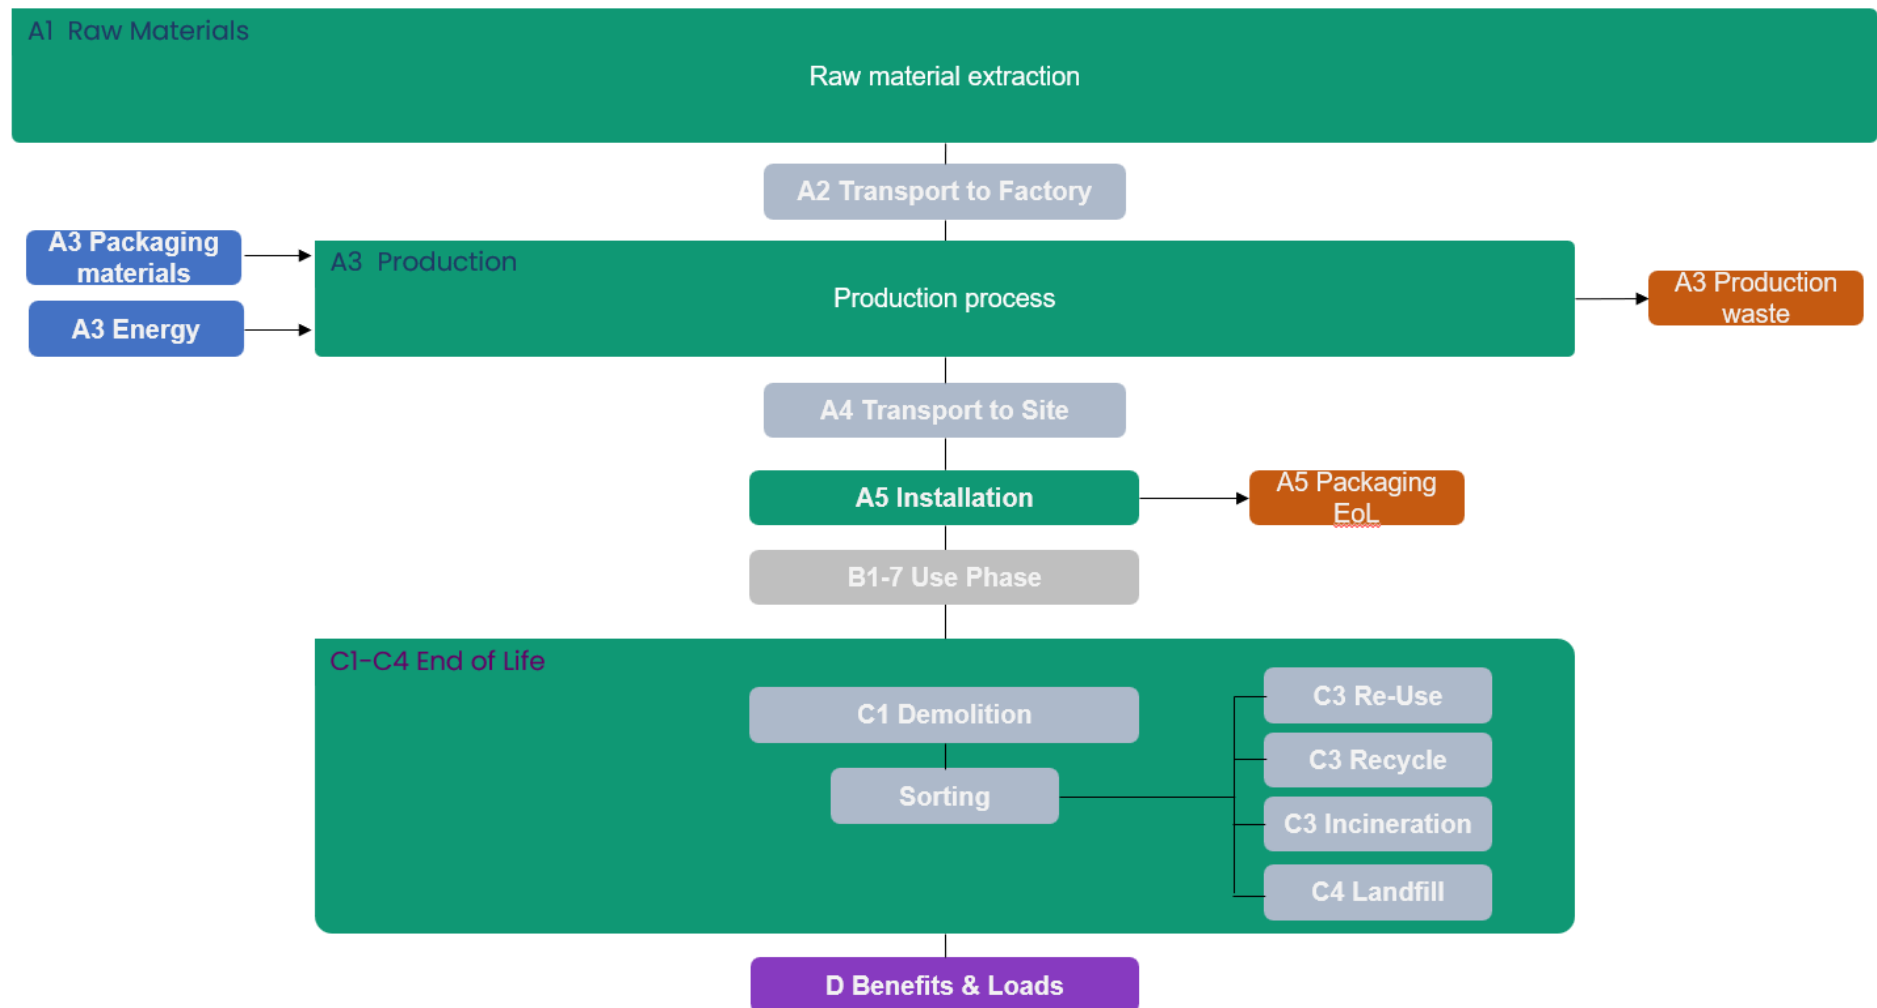 A1 Raw Materials
Raw material extraction
A2 Transport to Factory
A3 Packaging
materials
A3 Energy
A3 Production
Production process
A3 Production
waste
A4 Transport to Site
A5 Installation
A5 Packaging
EoL
B1-7 Use Phase
C1-C4 End of Life
C1 Demolition
Sorting
C3 Re-Use
C3 Recycle
C3 Incineration
C4 Landfill
D Benefits & Loads